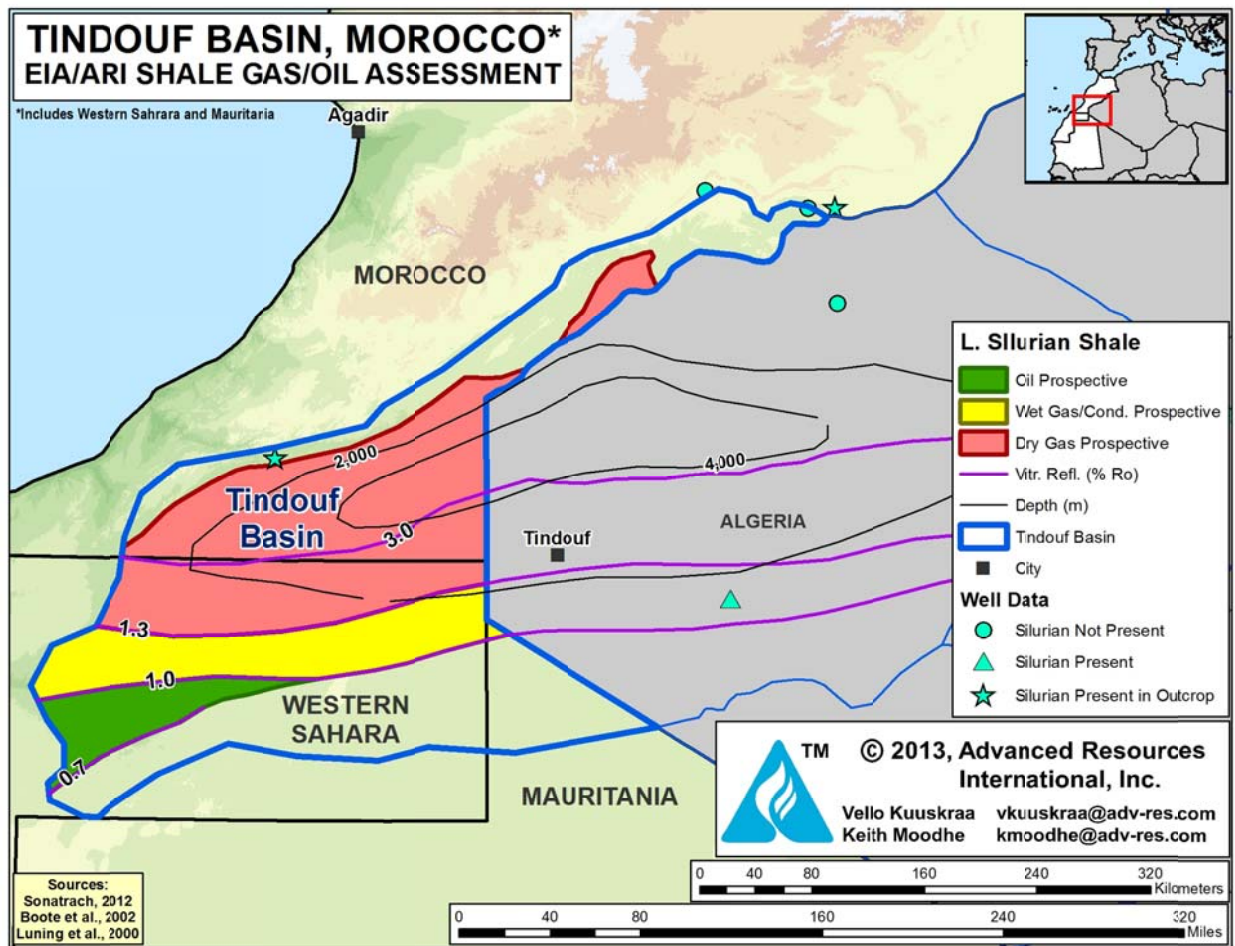 TINDOUF BASIN, MOROCCO*
EIA/ARI SHALE GAS/OIL ASSESSMENT
*Includes Western Sahrara and Mauritaria
Agadir
MOROCCO
2,000
4,000
Tindouf
Basin
3.0
Tindouf
ALGERIA
1.3
1.0
0.7
WESTERN
SAHARA
MAURITANIA
L. Silurian Shale
Oil Prospective
Wet Gas/Cond. Prospective
Dry Gas Prospective
Vitr. Refl. (% Ro)
Depth (m)
Tndouf Basin
City
Well Data
Silurian Not Present
Silurian Present
Silurian Present in Outcrop
TM
© 2013, Advanced Resources
International, Inc.
Vello Kuuskraa vkuuskraa@adv-res.com
Keith Moodhe kmoodhe@adv-res.com
0 40 80 160 240 320
Kilometers
0 40 80 160 240 320
Miles
Sources:
Sonatrach, 2012
Boote et al., 2002
Luning et al., 2000